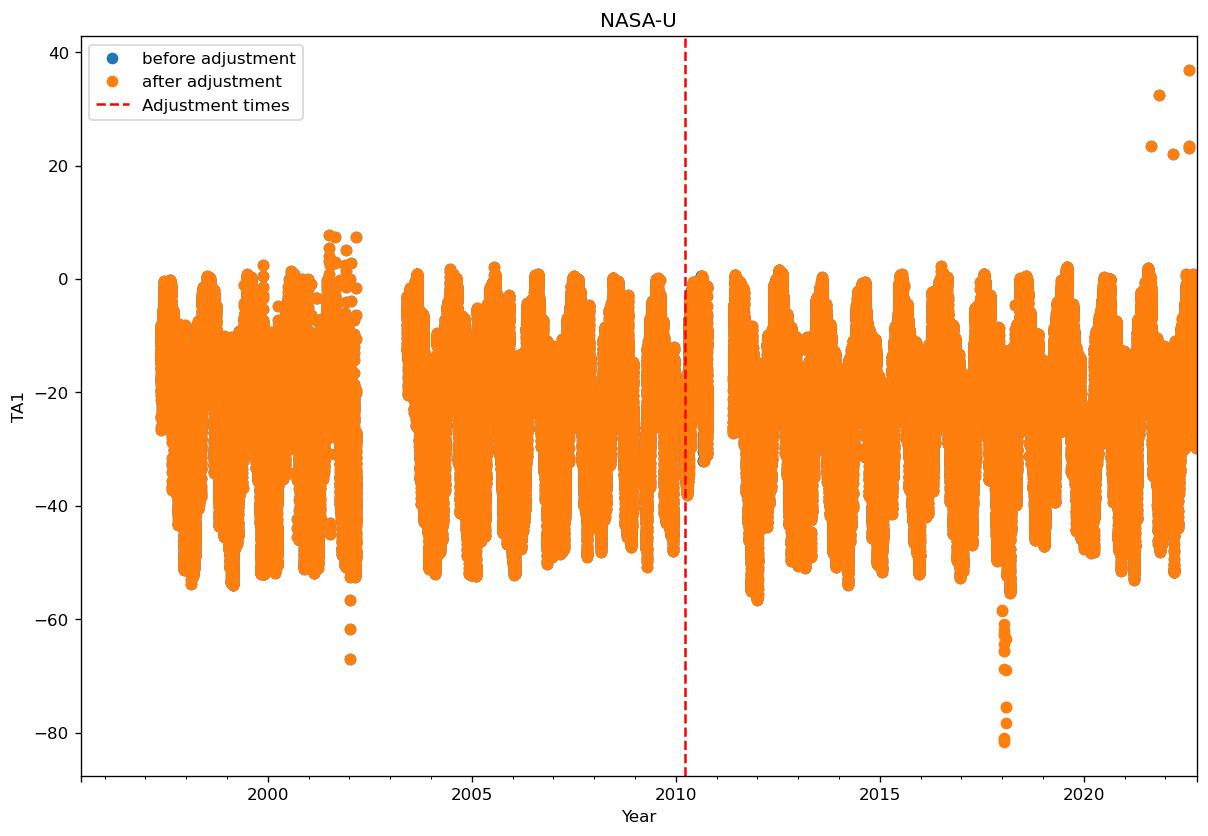 NASA-U
before adjustment
after adjustment
Adjustment times
40
20
0
−20
−40
−60
−80
TA1
2000 2005 2010 2015 2020
Year